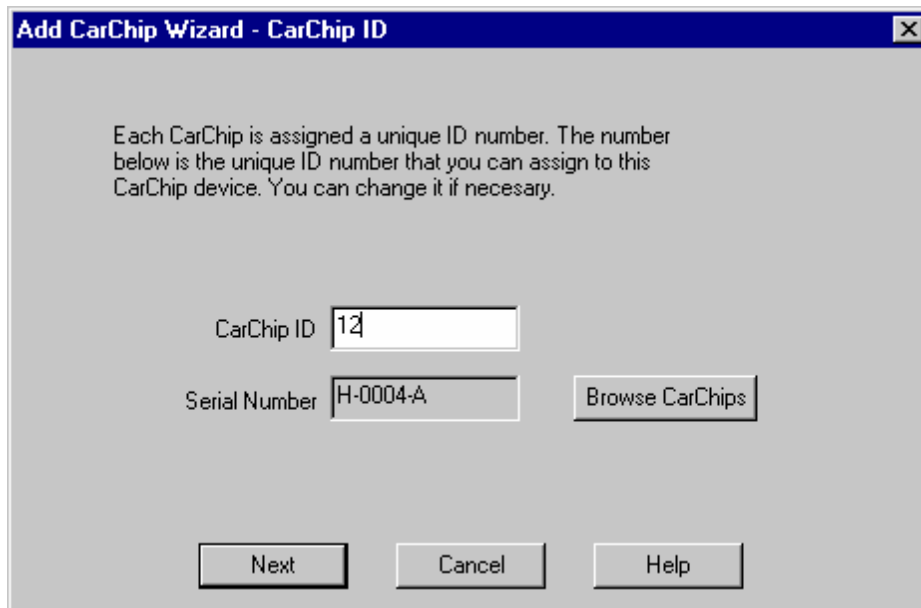 Add CarChip Wizard - CarChip ID
Each CarChip is assigned a unique ID number. The number
below is the unique ID number that you can assign to this
CarChip device. You can change it if necesary.
CarChip ID 12
Serial Number H-0004-A Browse CarChips
Next Cancel Help